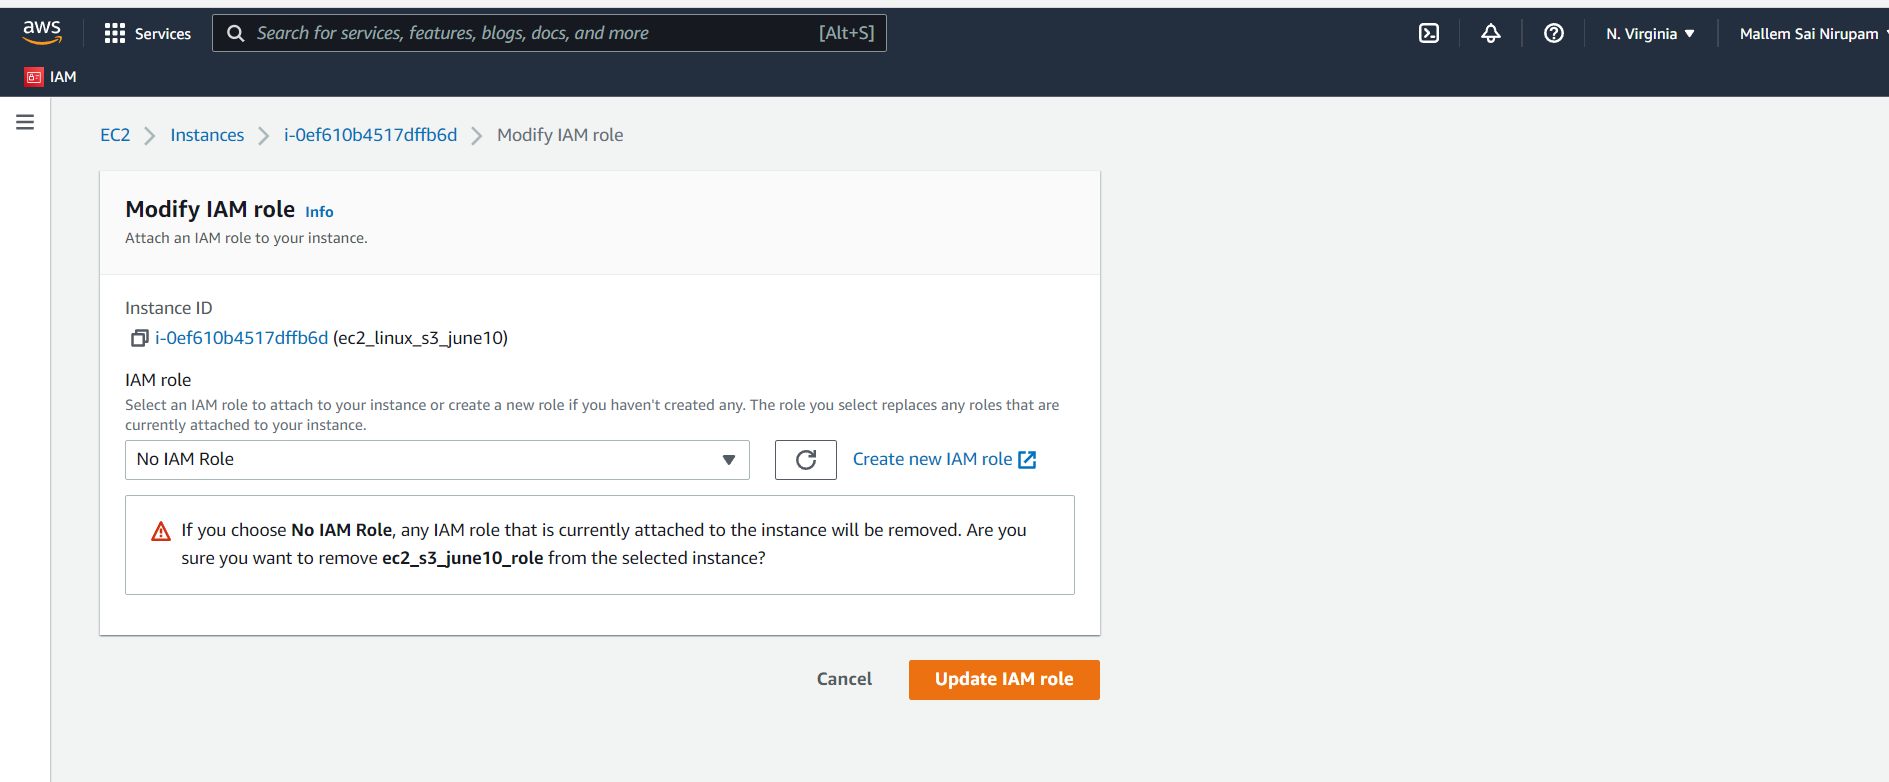 aws
Services
Search for services, features, blogs, docs, and more
[Alt+S]
N. Virginia
Mallem Sai Nirupam
IAM
EC2
Instances
i-0ef610b4517dffb6d
Modify IAM role
Modify IAM role Info
Attach an IAM role to your instance.
Instance ID
i-0ef610b4517dffb6d (ec2_linux_s3_june10)
IAM role
Select an IAM role to attach to your instance or create a new role if you haven't created any. The role you select replaces any roles that are
currently attached to your instance.
No IAM Role
Create new IAM role
If you choose No IAM Role, any IAM role that is currently attached to the instance will be removed. Are you
sure you want to remove ec2_s3_june10_role from the selected instance?
Cancel
Update IAM role